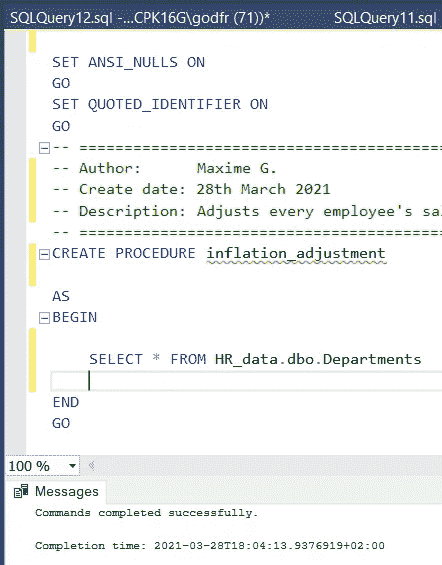 SQLQuery12.sql -...CPK16G\godfr (71))* SQLQuery11.sql
SET ANSI_NULLS ON
GO
SET QUOTED_IDENTIFIER ON
GO
-- ========================================
-- Author: Maxime G.
-- Create date: 28th March 2021
-- Description: Adjusts every employee's sal
-- ========================================
CREATE PROCEDURE inflation_adjustment
AS
BEGIN
SELECT * FROM HR_data.dbo.Departments
END
GO
100 %
Messages
Commands completed successfully.
Completion time: 2021-03-28T18:04:13.9376919+02:00